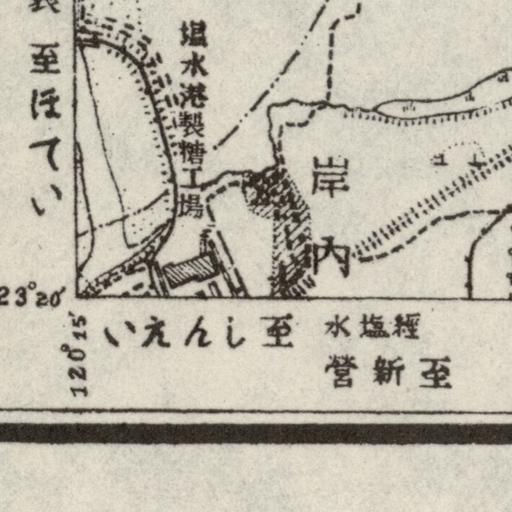 塩水港製糖工場
至ほてい
岸内
23°20′
120°15′
いえんし至
水塩經
營新至